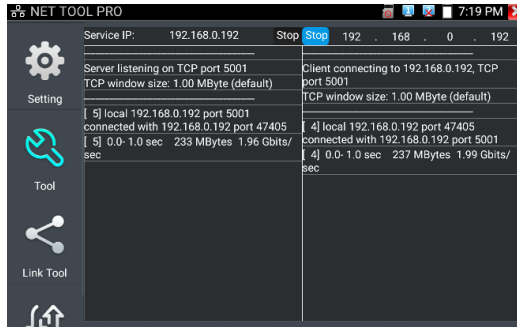 NET TOOL PRO
7:19 PM
Setting
Tool
Link Tool
Service IP: 192.168.0.192 Stop
Server listening on TCP port 5001
TCP window size: 1.00 MByte (default)
[ 5] local 192.168.0.192 port 5001
connected with 192.168.0.192 port 47405
[ 5] 0.0- 1.0 sec 233 MBytes 1.96 Gbits/
sec
Stop 192 . 168 . 0 . 192
Client connecting to 192.168.0.192, TCP
port 5001
TCP window size: 1.00 MByte (default)
[ 4] local 192.168.0.192 port 47405
connected with 192.168.0.192 port 5001
[ 4] 0.0- 1.0 sec 237 MBytes 1.99 Gbits/
sec